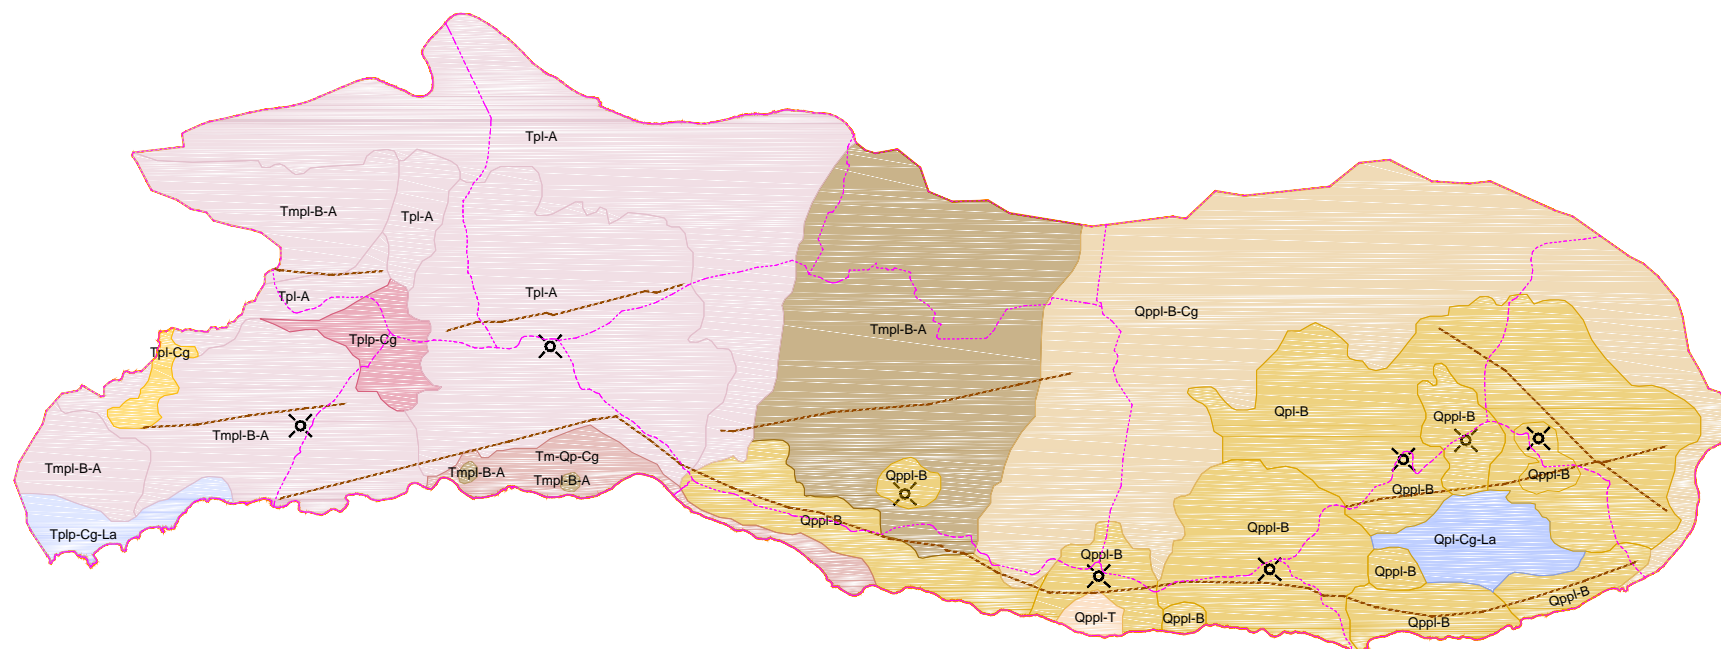 Tpl-A
Tmpl-B-A
Tpl-A
Tpl-A
Tpl-A
Qppl-B-Cg
Tmpl-B-A
Tplp-Cg
Tpl-Cg
Qpl-B
Qppl-B
Tmpl-B-A
Tm-Qp-Cg
Tmpl-B-A
Tmpl-B-A
Tmpl-B-A
Qppl-B
Qppl-B
Qppl-B
Qppl-B
Qppl-B
Tplp-Cg-La
Qpl-Cg-La
Qppl-B
Qppl-B
Qppl-B
Qppl-T
Qppl-B
Qppl-B